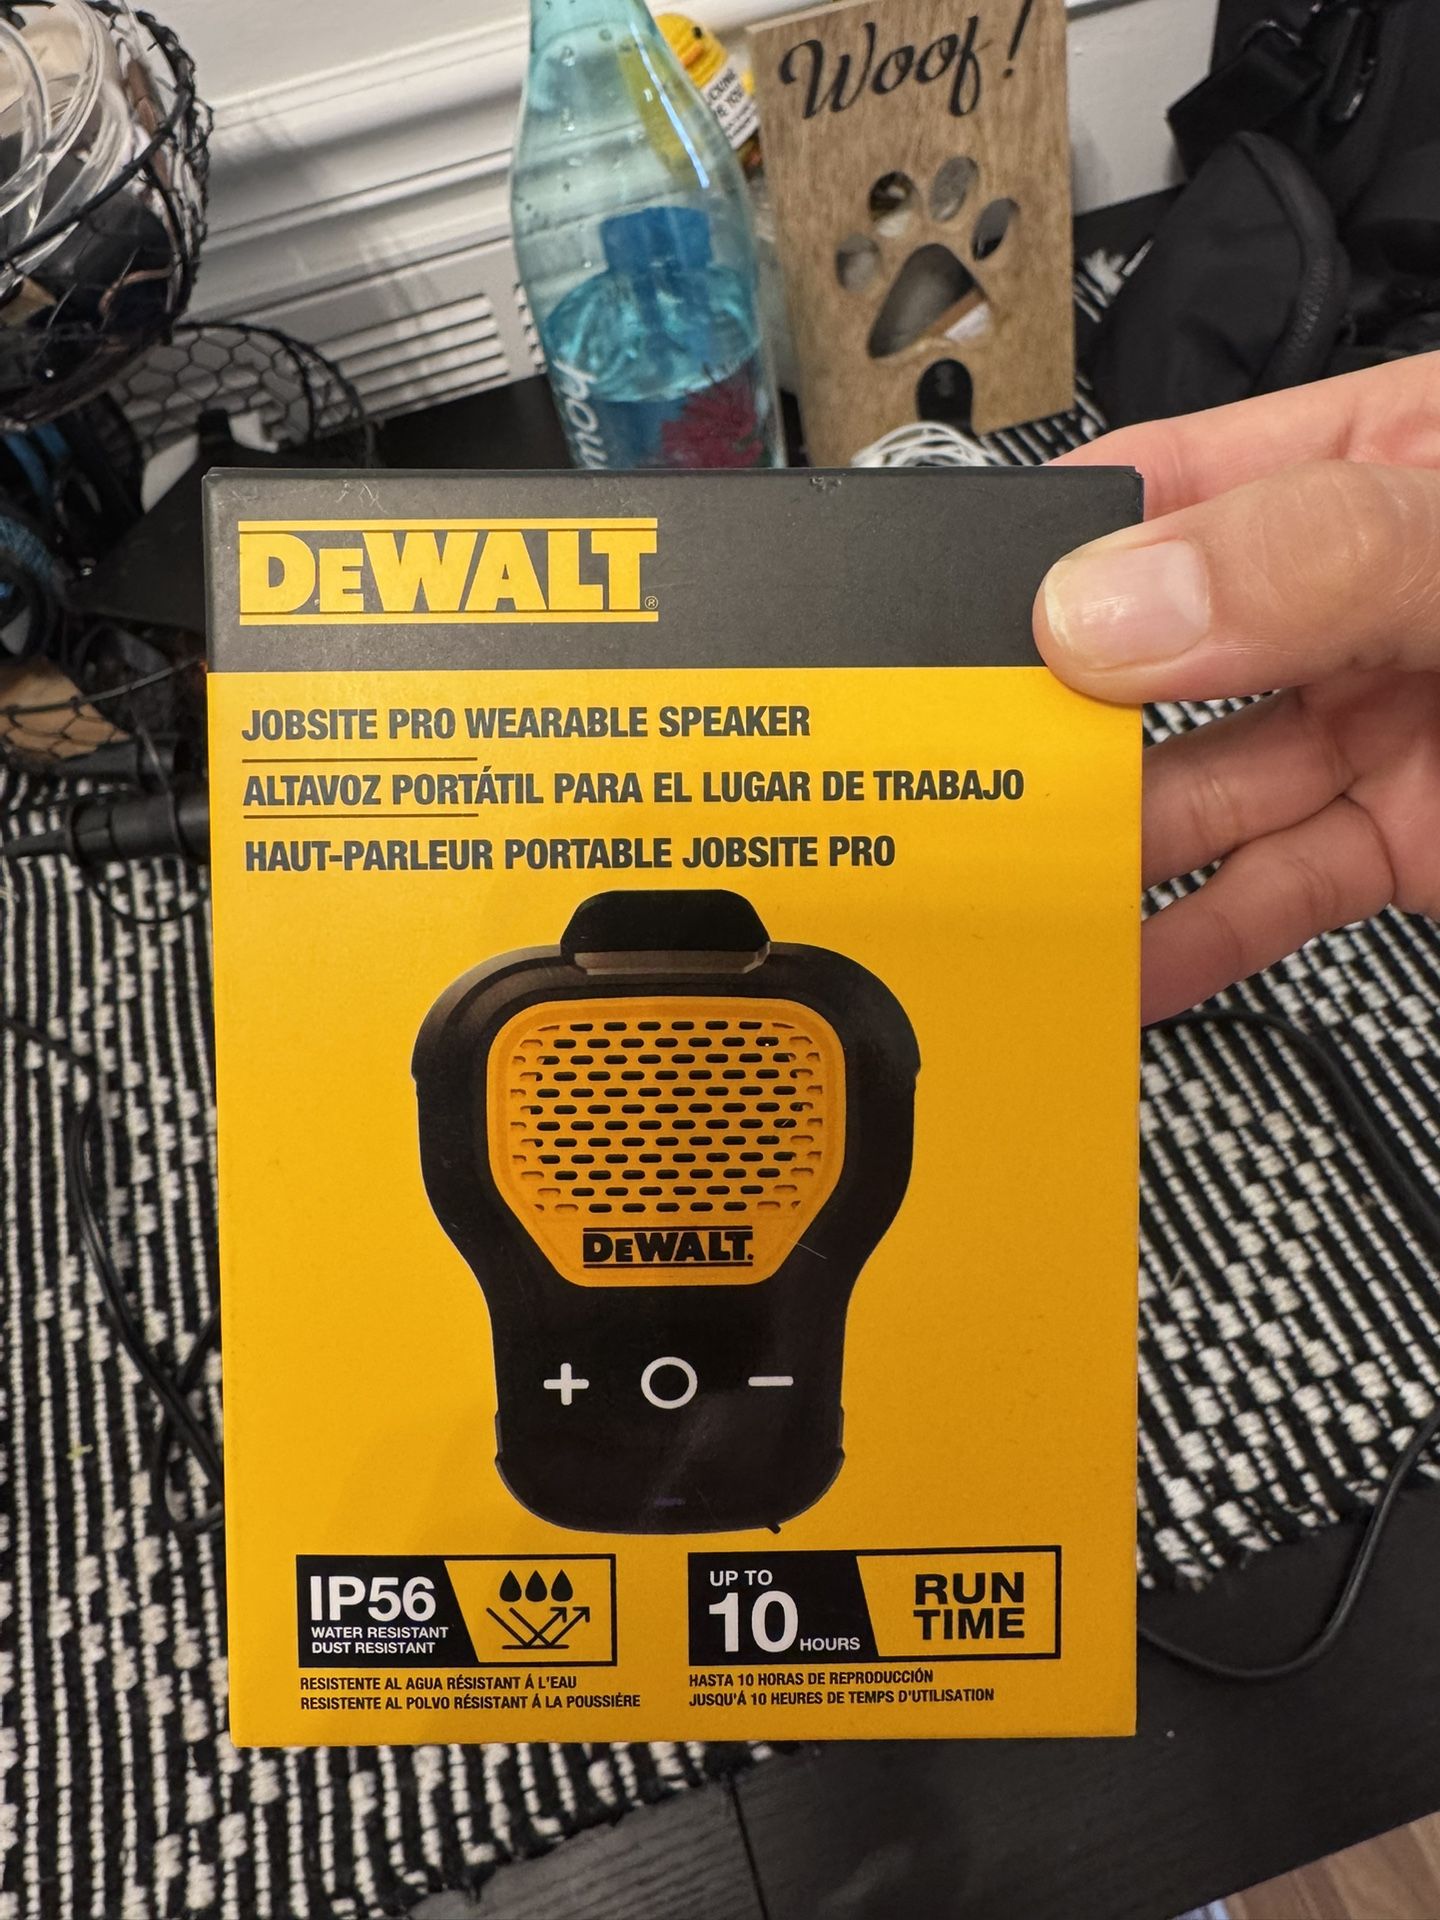 Woof!
DEWALT®
JOBSITE PRO WEARABLE SPEAKER
ALTAVOZ PORTÁTIL PARA EL LUGAR DE TRABAJO
HAUT-PARLEUR PORTABLE JOBSITE PRO
DEWALT.
+ O −
IP56
WATER RESISTANT
DUST RESISTANT
RESISTENTE AL AGUA RÉSISTANT Á L'EAU
RESISTENTE AL POLVO RÉSISTANT Á LA POUSSIÉRE
UP TO
10 HOURS
RUN
TIME
HASTA 10 HORAS DE REPRODUCCIÓN
JUSQU'Á 10 HEURES DE TEMPS D'UTILISATION